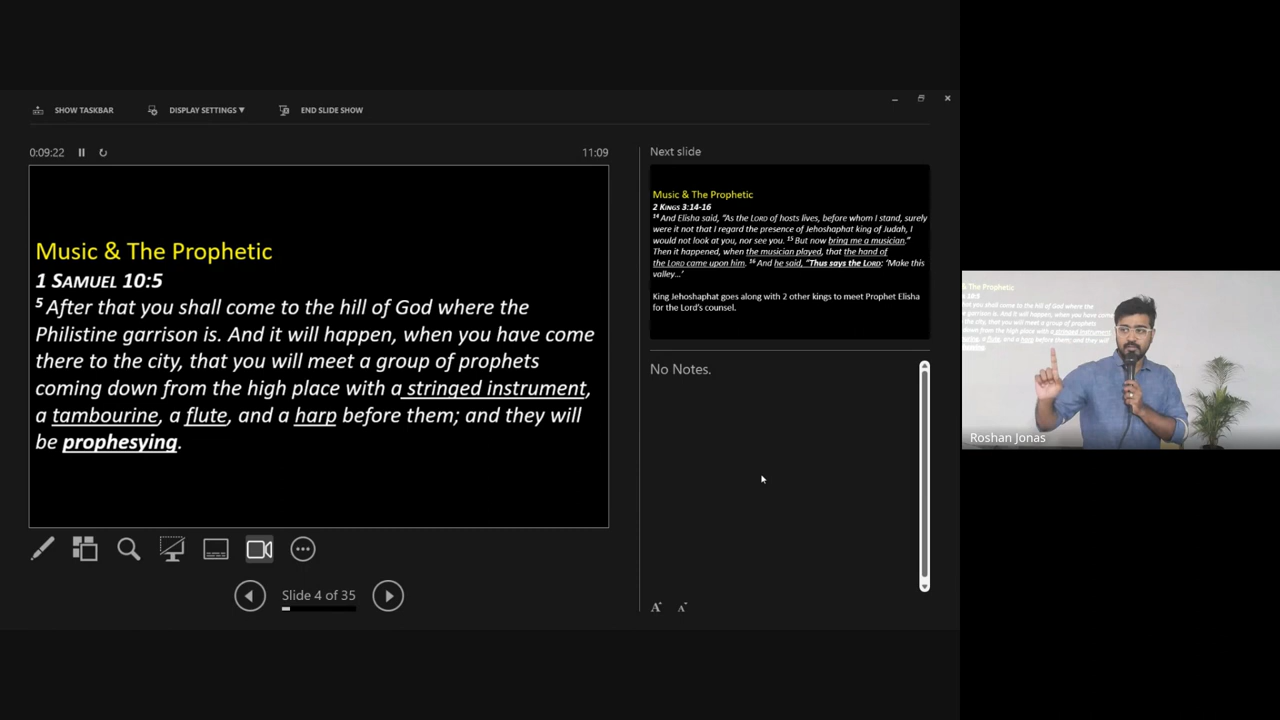 SHOW TASKBAR
DISPLAY SETTINGS ▼
END SLIDE SHOW
0:09:22
11:09
Music & The Prophetic
1 SAMUEL 10:5
5 After that you shall come to the hill of God where the
Philistine garrison is. And it will happen, when you have come
there to the city, that you will meet a group of prophets
coming down from the high place with a stringed instrument,
a tambourine, a flute, and a harp before them; and they will
be prophesying.
Slide 4 of 35
Next slide
Music & The Prophetic
2 KINGS 3:14-16
14 And Elisha said, “As the LORD of hosts lives, before whom I stand, surely
were it not that I regard the presence of Jehoshaphat king of Judah, I
would not look at you, nor see you. 15 But now bring me a musician.”
Then it happened, when the musician played, that the hand of
the LORD came upon him. 16 And he said, “Thus says the LORD: ‘Make this
valley...’
King Jehoshaphat goes along with 2 other kings to meet Prophet Elisha
for the Lord's counsel.
No Notes.
A
A
& The Prophetic
Roshan Jonas